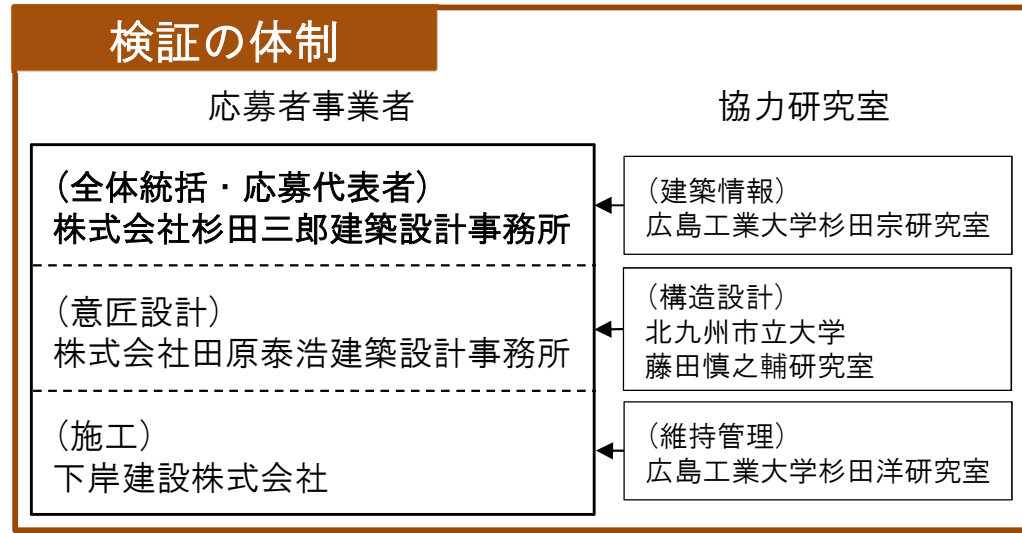 検証の体制
応募者事業者
協力研究室
(全体統括・応募代表者)
株式会社杉田三郎建築設計事務所
(建築情報)
広島工業大学杉田宗研究室
(意匠設計)
株式会社田原泰浩建築設計事務所
(構造設計)
北九州市立大学
藤田慎之輔研究室
(施工)
下岸建設株式会社
(維持管理)
広島工業大学杉田洋研究室